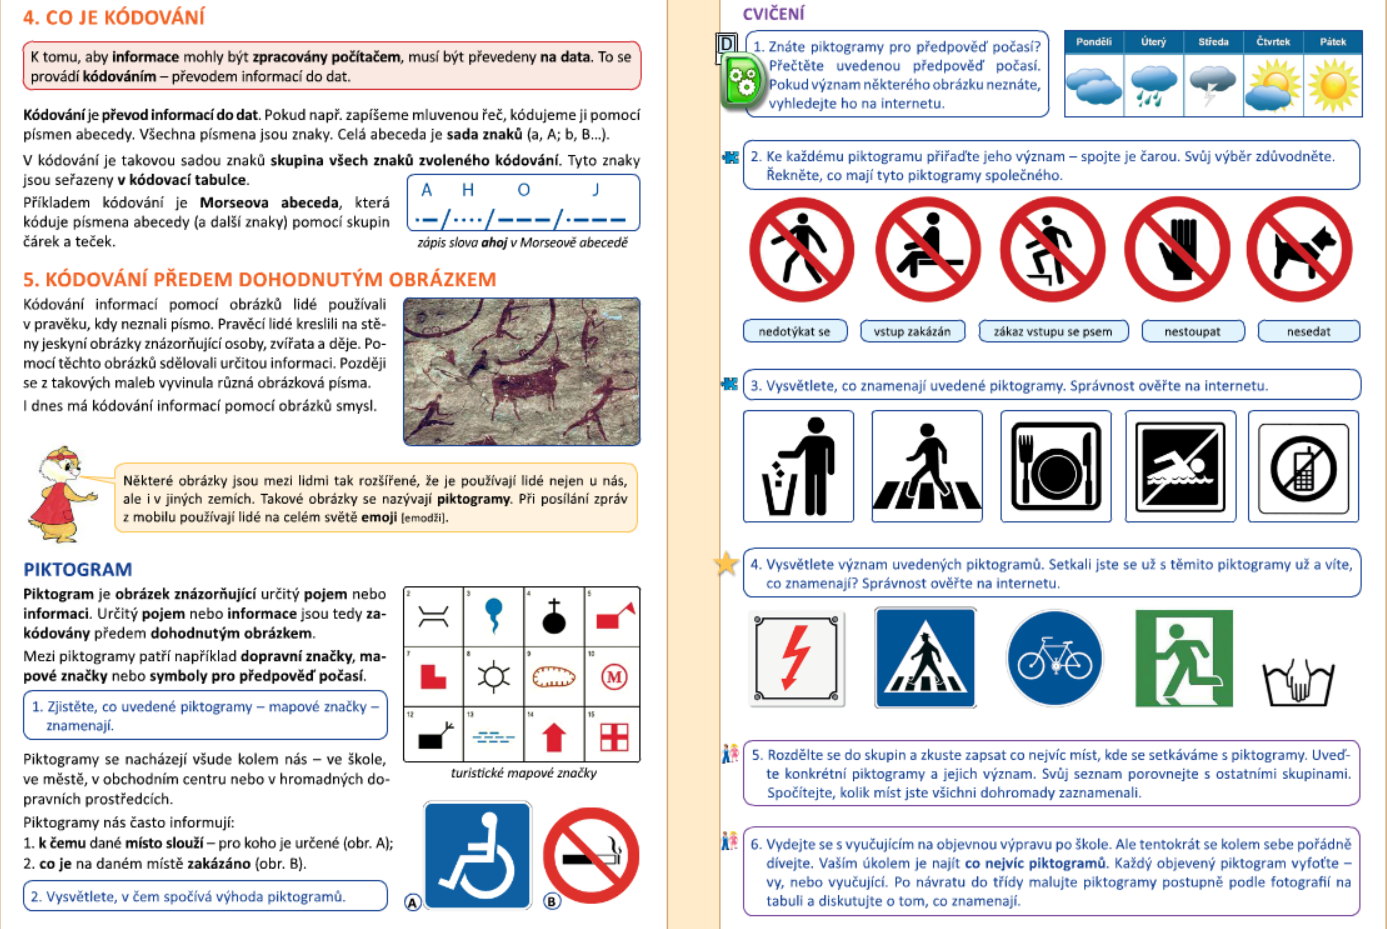 4. CO JE KÓDOVÁNÍ
K tomu, aby informace mohly být zpracovány počítačem, musí být převedeny na data. To se
provádí kódováním – převodem informací do dat.
Kódování je převod informací do dat. Pokud např. zapíšeme mluvenou řeč, kódujeme ji pomocí
písmen abecedy. Všechna písmena jsou znaky. Celá abeceda je sada znaků (a, A; b, B...).
V kódování je takovou sadou znaků skupina všech znaků zvoleného kódování. Tyto znaky
jsou seřazeny v kódovací tabulce.
Příkladem kódování je Morseova abeceda, která
kóduje písmena abecedy (a další znaky) pomocí skupin
čárek a teček.
A H O J
·–/····/–––/·–––
zápis slova ahoj v Morseově abecedě
5. KÓDOVÁNÍ PŘEDEM DOHODNUTÝM OBRÁZKEM
Kódování informací pomocí obrázků lidé používali
v pravěku, kdy neznali písmo. Pravěcí lidé kreslili na stě-
ny jeskyní obrázky znázorňující osoby, zvířata a děje. Po-
mocí těchto obrázků sdělovali určitou informaci. Později
se z takových maleb vyvinula různá obrázková písma.
I dnes má kódování informací pomocí obrázků smysl.
Některé obrázky jsou mezi lidmi tak rozšířené, že je používají lidé nejen u nás,
ale i v jiných zemích. Takové obrázky se nazývají piktogramy. Při posílání zpráv
z mobilu používají lidé na celém světě emoji [emodži].
PIKTOGRAM
Piktogram je obrázek znázorňující určitý pojem nebo
informaci. Určitý pojem nebo informace jsou tedy za-
kódovány předem dohodnutým obrázkem.
Mezi piktogramy patří například dopravní značky, ma-
pové značky nebo symboly pro předpověď počasí.
1. Zjistěte, co uvedené piktogramy – mapové značky –
znamenají.
Piktogramy se nacházejí všude kolem nás – ve škole,
ve městě, v obchodním centru nebo v hromadných do-
pravních prostředcích.
Piktogramy nás často informují:
1. k čemu dané místo slouží – pro koho je určené (obr. A);
2. co je na daném místě zakázáno (obr. B).
2. Vysvětlete, v čem spočívá výhoda piktogramů.
2 3 4 5
7 8 9 10
M
12 13 14 15
turistické mapové značky
A B
CVIČENÍ
D
1. Znáte piktogramy pro předpověď počasí?
Přečtěte uvedenou předpověď počasí.
Pokud význam některého obrázku neznáte,
vyhledejte ho na internetu.
Pondělí Úterý Středa Čtvrtek Pátek
2. Ke každému piktogramu přiřaďte jeho význam – spojte je čarou. Svůj výběr zdůvodněte.
Řekněte, co mají tyto piktogramy společného.
nedotýkat se vstup zakázán zákaz vstupu se psem nestoupat nesedat
3. Vysvětlete, co znamenají uvedené piktogramy. Správnost ověřte na internetu.
4. Vysvětlete význam uvedených piktogramů. Setkali jste se už s těmito piktogramy už a víte,
co znamenají? Správnost ověřte na internetu.
5. Rozdělte se do skupin a zkuste zapsat co nejvíc míst, kde se setkáváme s piktogramy. Uveď-
te konkrétní piktogramy a jejich význam. Svůj seznam porovnejte s ostatními skupinami.
Spočítejte, kolik míst jste všichni dohromady zaznamenali.
6. Vydejte se s vyučujícím na objevnou výpravu po škole. Ale tentokrát se kolem sebe pořádně
dívejte. Vaším úkolem je najít co nejvíc piktogramů. Každý objevený piktogram vyfoťte –
vy, nebo vyučující. Po návratu do třídy malujte piktogramy postupně podle fotografií na
tabuli a diskutujte o tom, co znamenají.